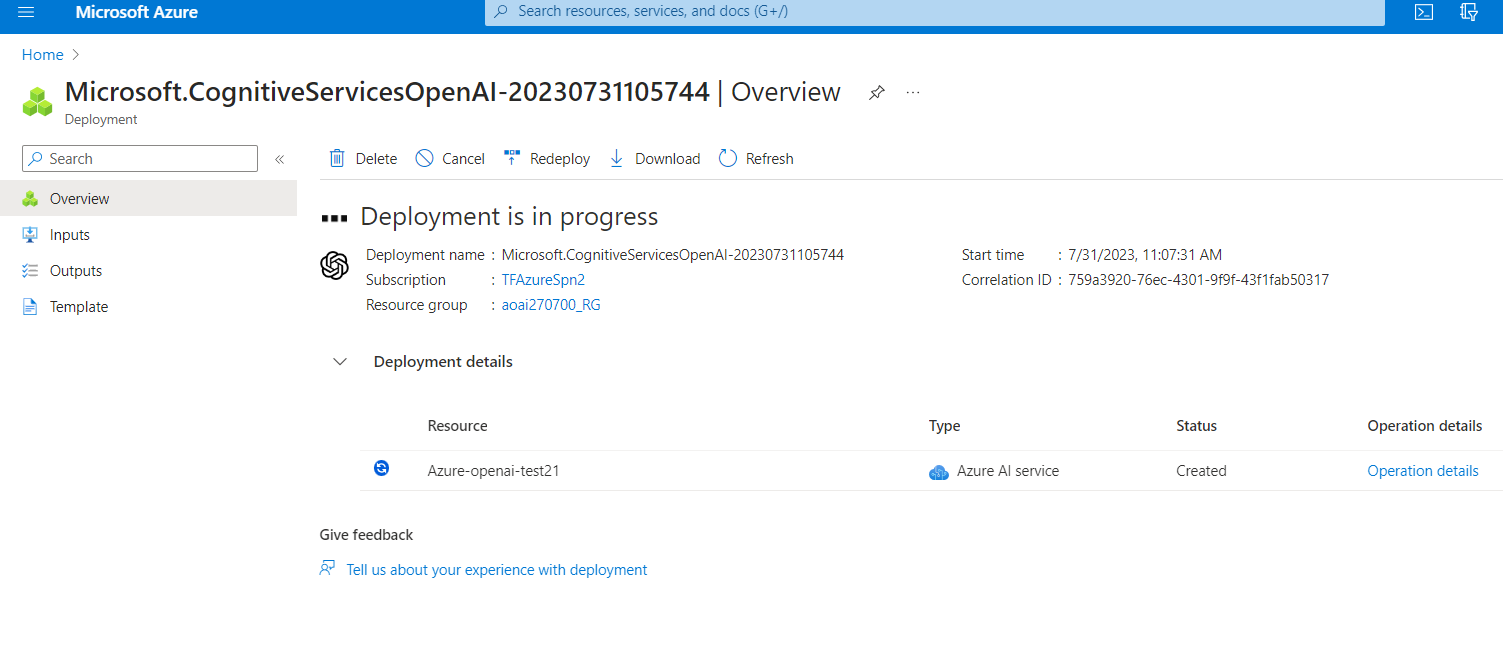 Microsoft Azure
Search resources, services, and docs (G+/)
Home
Microsoft.CognitiveServicesOpenAI-20230731105744 | Overview
Deployment
Search
Delete Cancel Redeploy Download Refresh
Overview
Inputs
Outputs
Template
Deployment is in progress
Deployment name : Microsoft.CognitiveServicesOpenAI-20230731105744
Subscription : TFAzureSpn2
Resource group : aoai270700_RG
Start time : 7/31/2023, 11:07:31 AM
Correlation ID : 759a3920-76ec-4301-9f9f-43f1fab50317
Deployment details
Resource Type Status Operation details
Azure-openai-test21 Azure AI service Created Operation details
Give feedback
Tell us about your experience with deployment